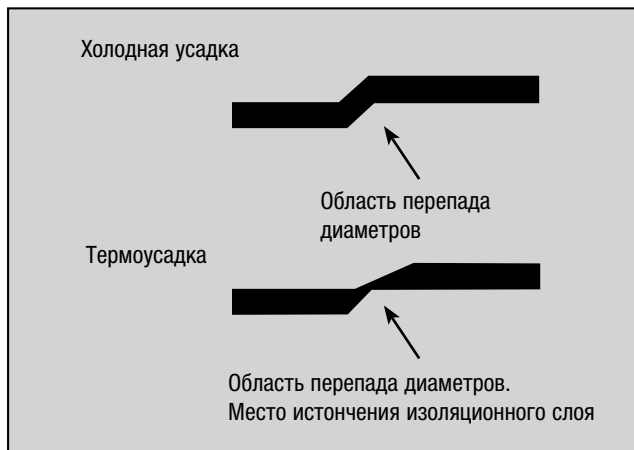 Холодная усадка
Область перепада
диаметров
Термоусадка
Область перепада диаметров.
Место истончения изоляционного слоя